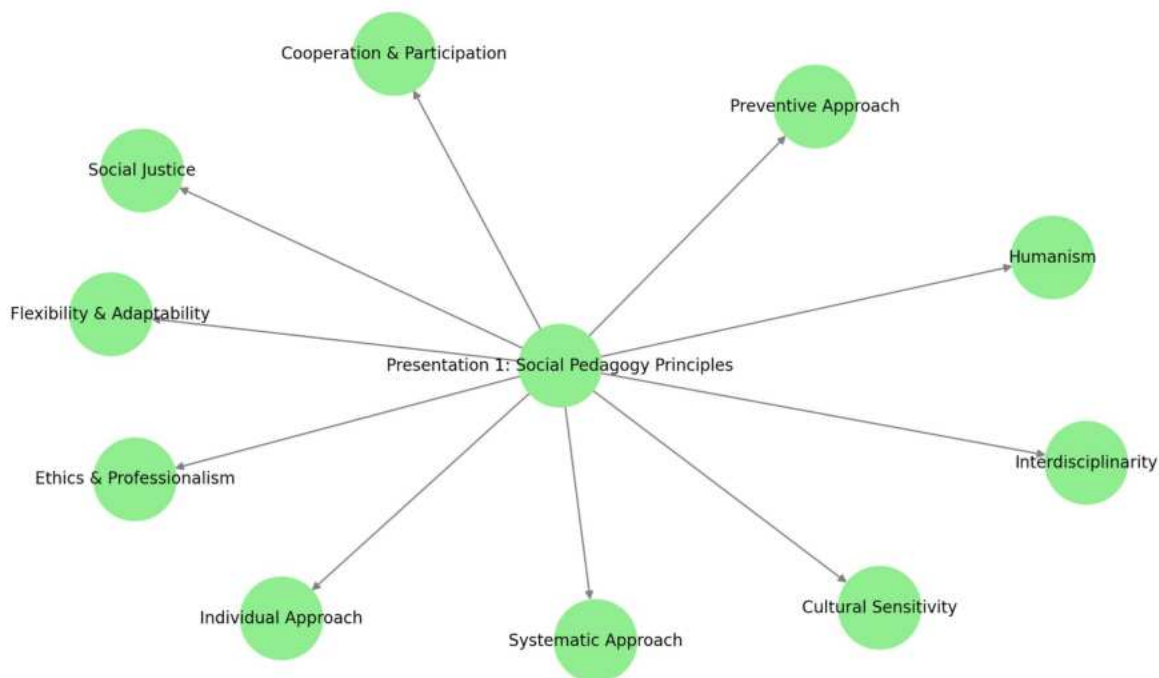 Cooperation & Participation
Preventive Approach
Social Justice
Humanism
Flexibility & Adaptability
Presentation 1: Social Pedagogy Principles
Interdisciplinarity
Ethics & Professionalism
Cultural Sensitivity
Individual Approach
Systematic Approach